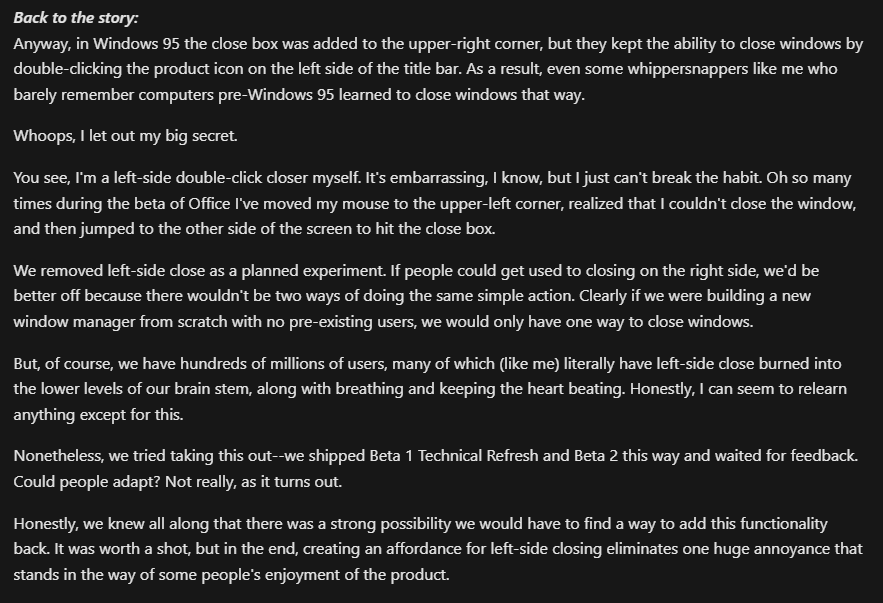 Back to the story:
Anyway, in Windows 95 the close box was added to the upper-right corner, but they kept the ability to close windows by
double-clicking the product icon on the left side of the title bar. As a result, even some whippersnappers like me who
barely remember computers pre-Windows 95 learned to close windows that way.
Whoops, I let out my big secret.
You see, I'm a left-side double-click closer myself. It's embarrassing, I know, but I just can't break the habit. Oh so many
times during the beta of Office I've moved my mouse to the upper-left corner, realized that I couldn't close the window,
and then jumped to the other side of the screen to hit the close box.
We removed left-side close as a planned experiment. If people could get used to closing on the right side, we'd be
better off because there wouldn't be two ways of doing the same simple action. Clearly if we were building a new
window manager from scratch with no pre-existing users, we would only have one way to close windows.
But, of course, we have hundreds of millions of users, many of which (like me) literally have left-side close burned into
the lower levels of our brain stem, along with breathing and keeping the heart beating. Honestly, I can seem to relearn
anything except for this.
Nonetheless, we tried taking this out--we shipped Beta 1 Technical Refresh and Beta 2 this way and waited for feedback.
Could people adapt? Not really, as it turns out.
Honestly, we knew all along that there was a strong possibility we would have to find a way to add this functionality
back. It was worth a shot, but in the end, creating an affordance for left-side closing eliminates one huge annoyance that
stands in the way of some people's enjoyment of the product.